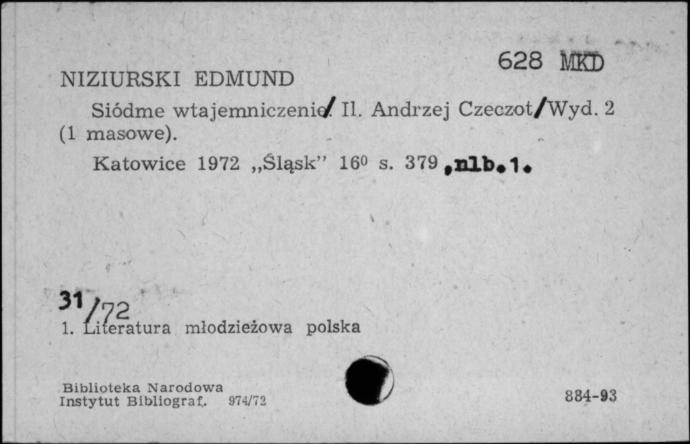 628 MKD
NIZIURSKI EDMUND
Siódme wtajemniczenie/ Il. Andrzej Czeczot/Wyd. 2
(1 masowe).
Katowice 1972 „Śląsk” 16⁰ s. 379,nlb.1.
31/72
1. Literatura młodzieżowa polska
Biblioteka Narodowa
Instytut Bibliograf. 974/72
884-93